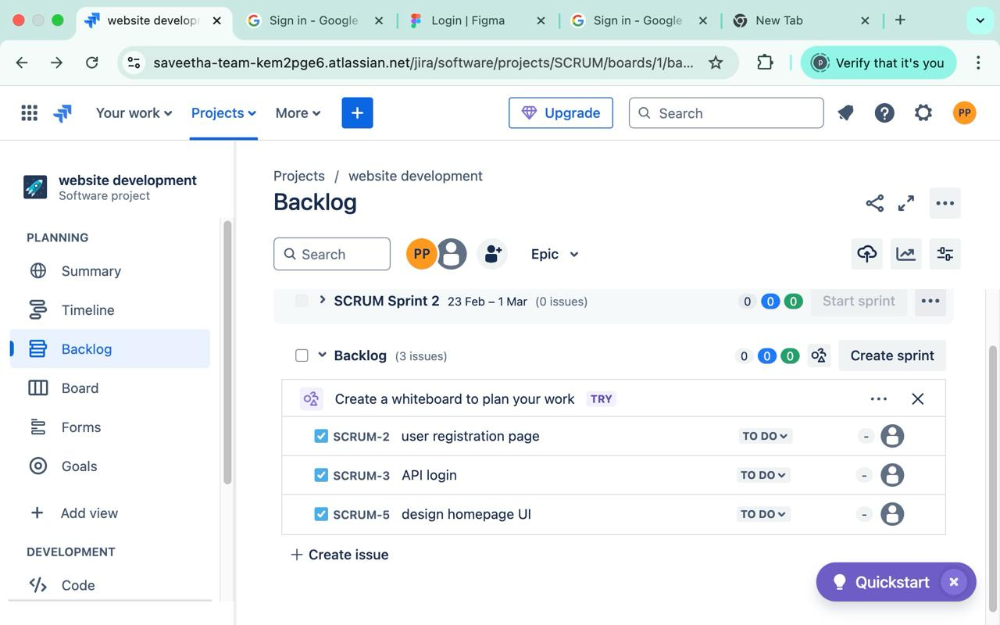 website develop
Sign in - Google
Login | Figma
Sign in - Google
New Tab
saveetha-team-kem2pge6.atlassian.net/jira/software/projects/SCRUM/boards/1/ba...
p
Verify that it's you
Your work
Projects
More
Upgrade
Search
PP
website development
Software project
PLANNING
Summary
Timeline
Backlog
Board
Forms
Goals
Add view
DEVELOPMENT
Code
Projects / website development
Backlog
Search
PP
Epic
SCRUM Sprint 2 23 Feb – 1 Mar (0 issues) 0 0 0 Start sprint
Backlog (3 issues) 0 0 0 Create sprint
Create a whiteboard to plan your work TRY
SCRUM-2 user registration page TO DO -
SCRUM-3 API login TO DO -
SCRUM-5 design homepage UI TO DO -
+ Create issue
Quickstart